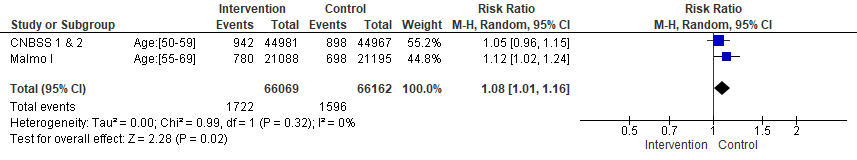 Intervention Control Risk Ratio Risk Ratio
Study or Subgroup Events Total Events Total Weight M-H, Random, 95% CI M-H, Random, 95% CI
CNBSS 1 & 2 Age:[50-59] 942 44981 898 44967 55.2% 1.05 [0.96, 1.15]
Malmo I Age:[55-69] 780 21088 698 21195 44.8% 1.12 [1.02, 1.24]
Total (95% CI) 66069 66162 100.0% 1.08 [1.01, 1.16]
Total events 1722 1596
Heterogeneity: Tau² = 0.00; Chi² = 0.99, df = 1 (P = 0.32); I² = 0%
Test for overall effect: Z = 2.28 (P = 0.02)
0.5 0.7 1 1.5 2
Intervention Control